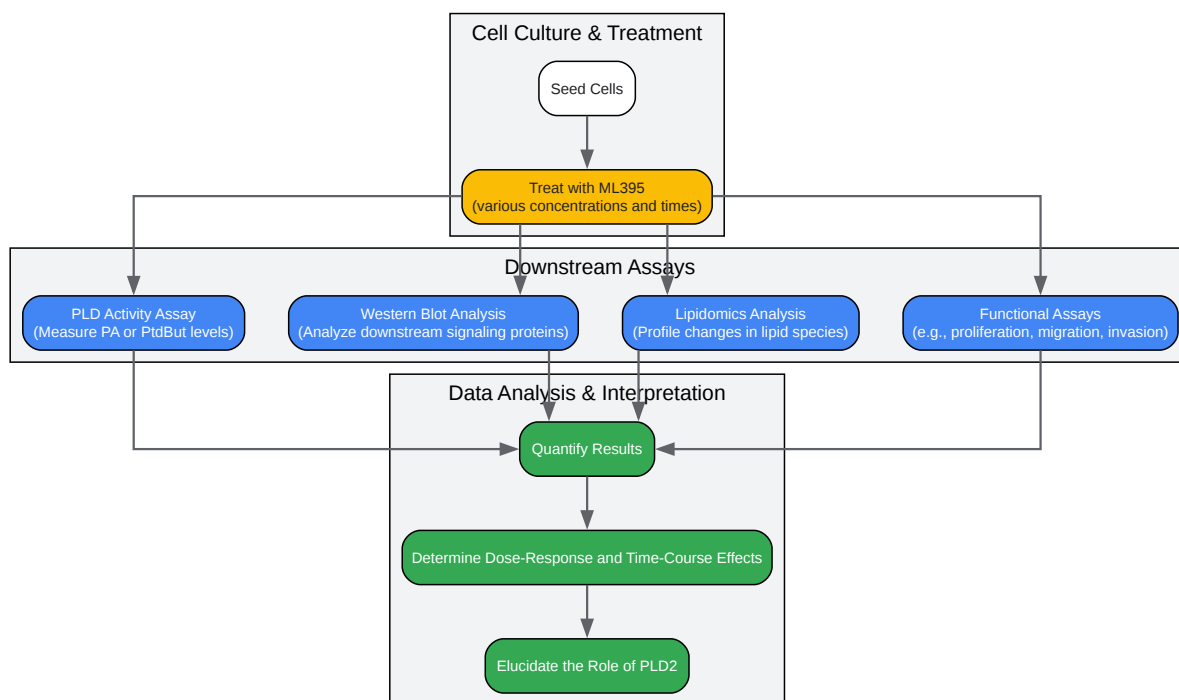 Cell Culture & Treatment
Seed Cells
Treat with ML395
(various concentrations and times)
Downstream Assays
PLD Activity Assay
(Measure PA or PtdBut levels)
Western Blot Analysis
(Analyze downstream signaling proteins)
Lipidomics Analysis
(Profile changes in lipid species)
Functional Assays
(e.g., proliferation, migration, invasion)
Data Analysis & Interpretation
Quantify Results
Determine Dose-Response and Time-Course Effects
Elucidate the Role of PLD2